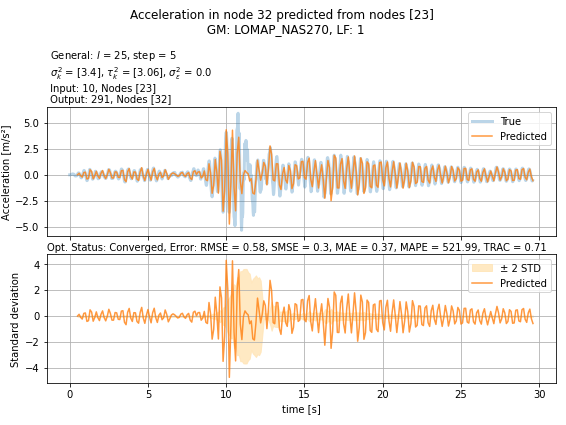 Acceleration in node 32 predicted from nodes [23]
GM: LOMAP_NAS270, LF: 1
General: l = 25, step = 5
σ²ₖ = [3.4], τ²ₖ = [3.06], σ²_ε = 0.0
Input: 10, Nodes [23]
Output: 291, Nodes [32]
Acceleration [m/s²]
5.0
2.5
0.0
−2.5
−5.0
True
Predicted
Opt. Status: Converged, Error: RMSE = 0.58, SMSE = 0.3, MAE = 0.37, MAPE = 521.99, TRAC = 0.71
Standard deviation
4
2
0
−2
−4
± 2 STD
Predicted
0 5 10 15 20 25 30
time [s]